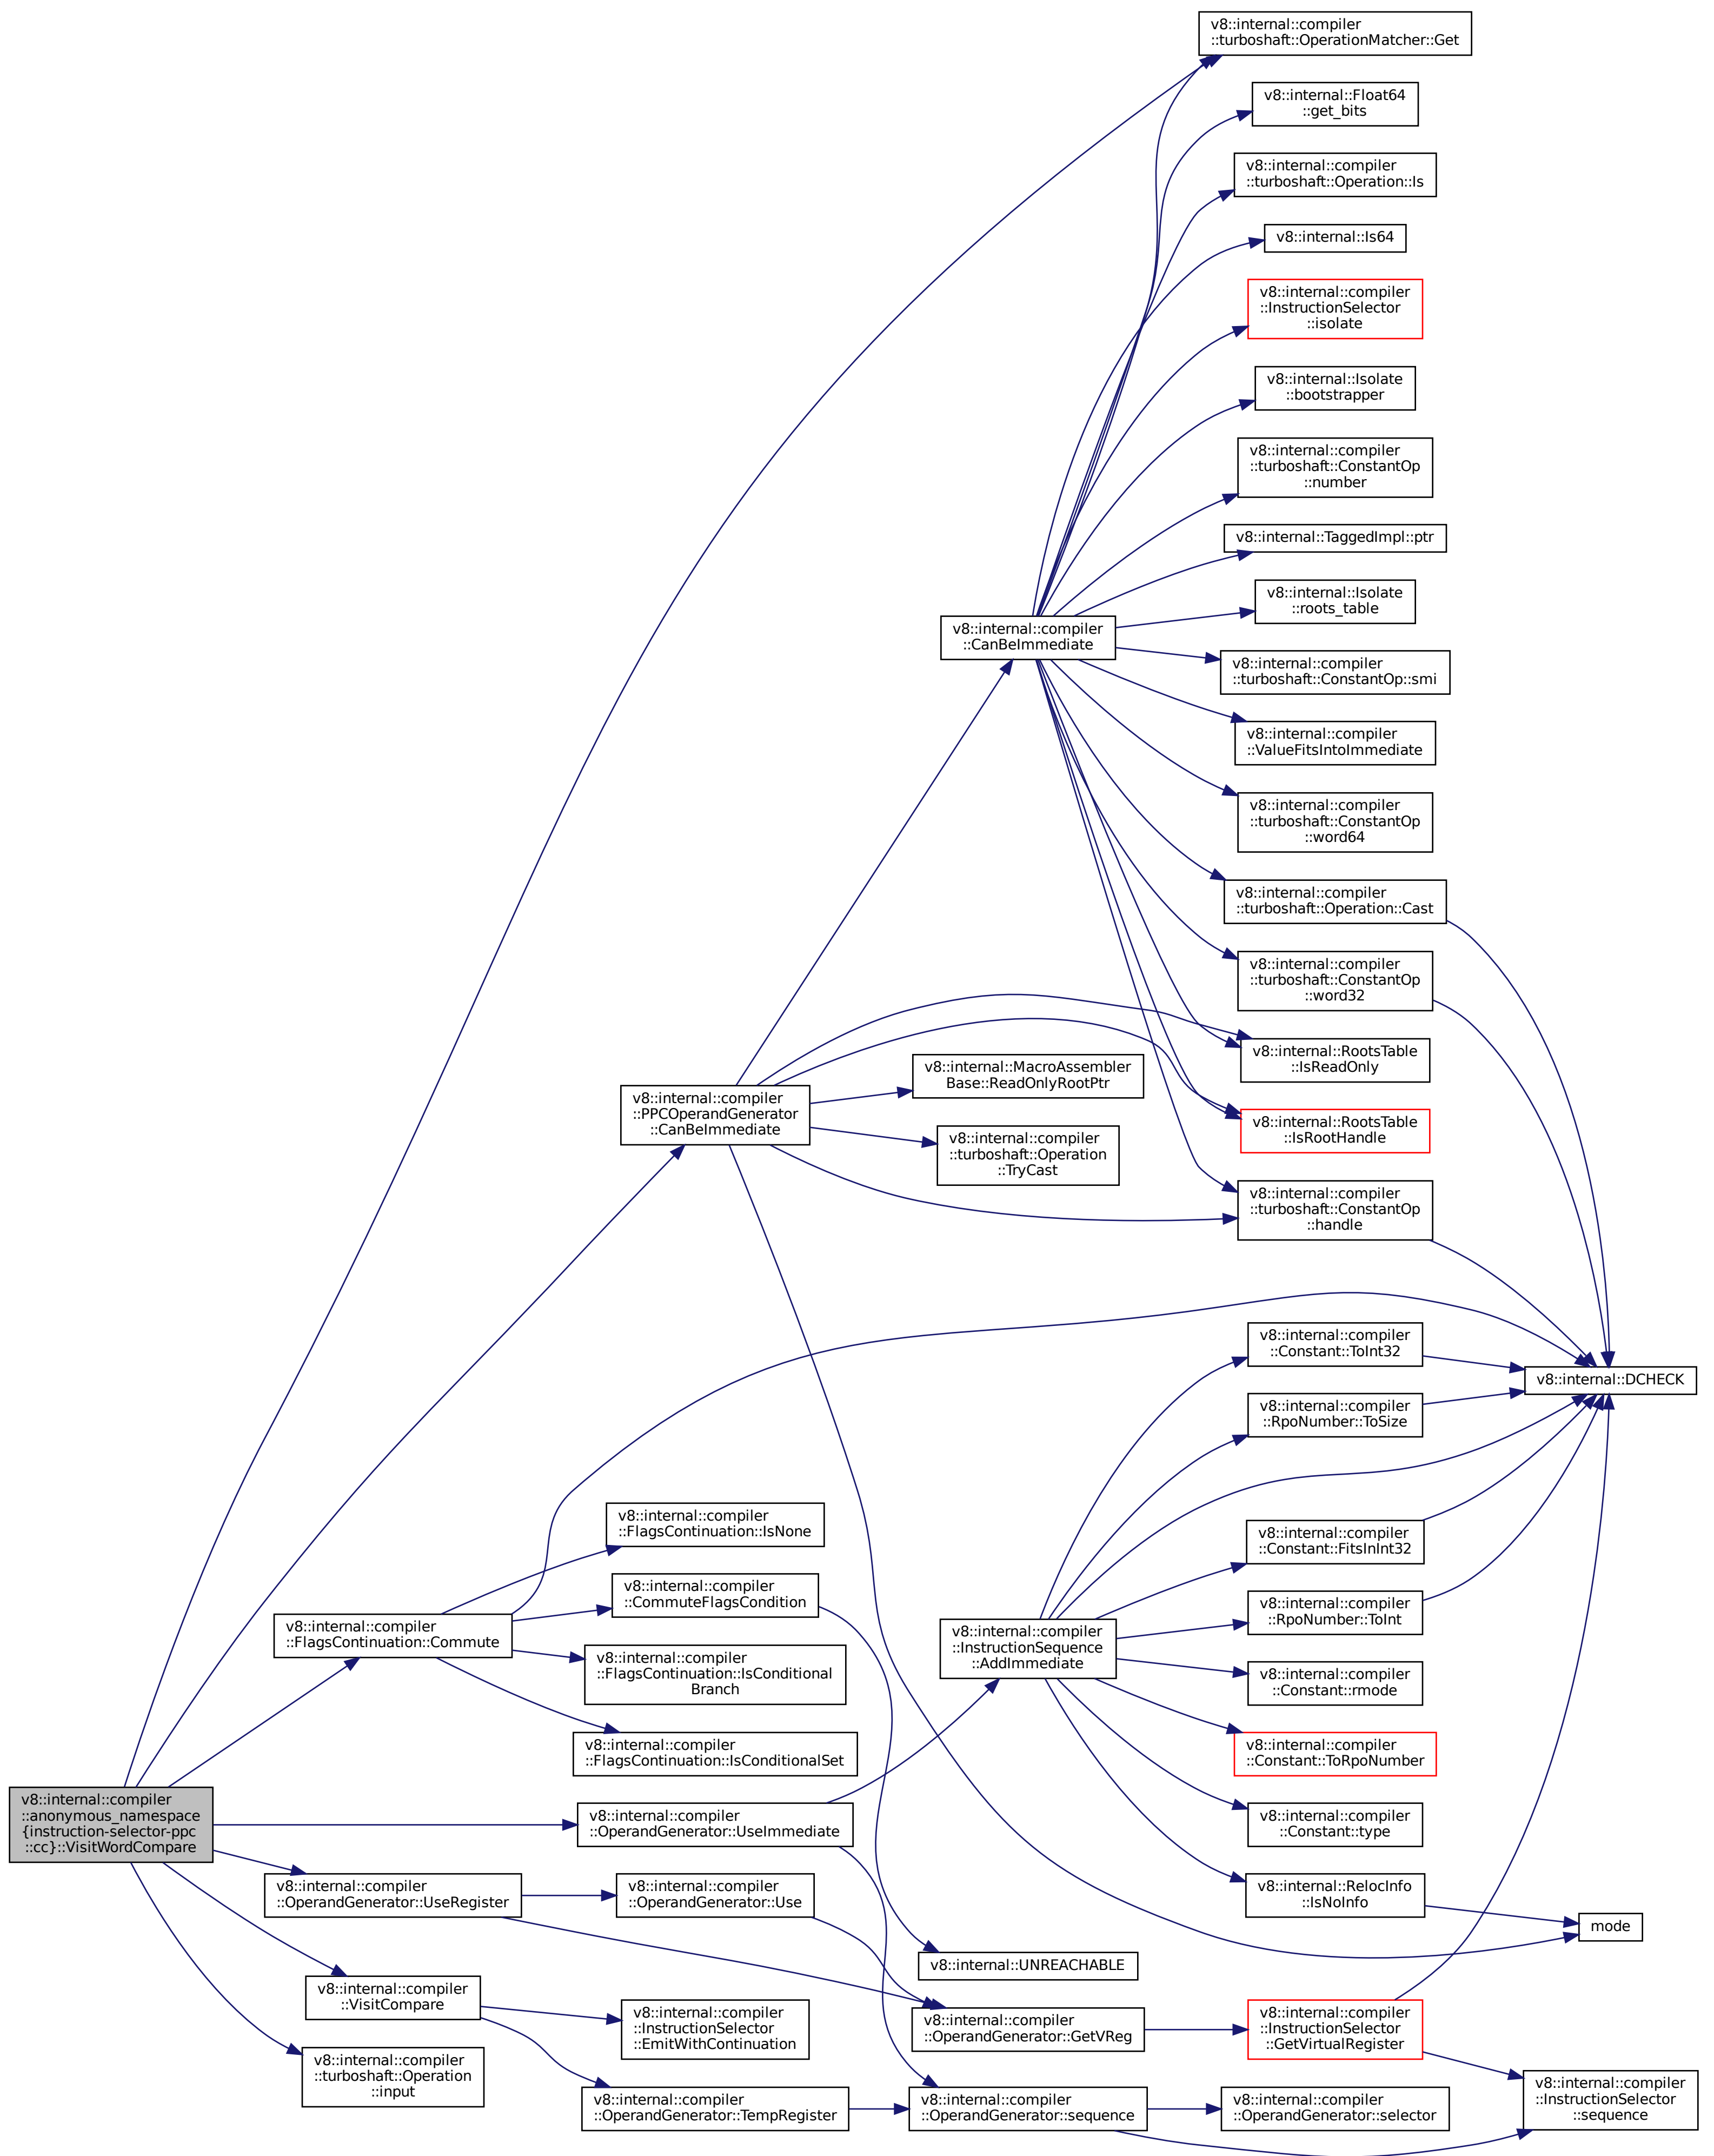 v8::internal::compiler
::turboshaft::OperationMatcher::Get
v8::internal::Float64
::get_bits
v8::internal::compiler
::turboshaft::Operation::Is
v8::internal::Is64
v8::internal::compiler
::InstructionSelector
::isolate
v8::internal::Isolate
::bootstrapper
v8::internal::compiler
::turboshaft::ConstantOp
::number
v8::internal::TaggedImpl::ptr
v8::internal::Isolate
::roots_table
v8::internal::compiler
::CanBeImmediate
v8::internal::compiler
::turboshaft::ConstantOp::smi
v8::internal::compiler
::ValueFitsIntoImmediate
v8::internal::compiler
::turboshaft::ConstantOp
::word64
v8::internal::compiler
::turboshaft::Operation::Cast
v8::internal::compiler
::turboshaft::ConstantOp
::word32
v8::internal::RootsTable
::IsReadOnly
v8::internal::MacroAssembler
Base::ReadOnlyRootPtr
v8::internal::compiler
::PPCOperandGenerator
::CanBeImmediate
v8::internal::RootsTable
::IsRootHandle
v8::internal::compiler
::turboshaft::Operation
::TryCast
v8::internal::compiler
::turboshaft::ConstantOp
::handle
v8::internal::compiler
::Constant::ToInt32
v8::internal::DCHECK
v8::internal::compiler
::RpoNumber::ToSize
v8::internal::compiler
::FlagsContinuation::IsNone
v8::internal::compiler
::Constant::FitsInInt32
v8::internal::compiler
::CommuteFlagsCondition
v8::internal::compiler
::RpoNumber::ToInt
v8::internal::compiler
::FlagsContinuation::Commute
v8::internal::compiler
::InstructionSequence
::AddImmediate
v8::internal::compiler
::FlagsContinuation::IsConditional
Branch
v8::internal::compiler
::Constant::rmode
v8::internal::compiler
::FlagsContinuation::IsConditionalSet
v8::internal::compiler
::Constant::ToRpoNumber
v8::internal::compiler
::anonymous_namespace
{instruction-selector-ppc
::cc}::VisitWordCompare
v8::internal::compiler
::OperandGenerator::UseImmediate
v8::internal::compiler
::Constant::type
v8::internal::compiler
::OperandGenerator::UseRegister
v8::internal::compiler
::OperandGenerator::Use
v8::internal::RelocInfo
::IsNoInfo
mode
v8::internal::UNREACHABLE
v8::internal::compiler
::VisitCompare
v8::internal::compiler
::InstructionSelector
::EmitWithContinuation
v8::internal::compiler
::OperandGenerator::GetVReg
v8::internal::compiler
::InstructionSelector
::GetVirtualRegister
v8::internal::compiler
::turboshaft::Operation
::input
v8::internal::compiler
::OperandGenerator::TempRegister
v8::internal::compiler
::OperandGenerator::sequence
v8::internal::compiler
::OperandGenerator::selector
v8::internal::compiler
::InstructionSelector
::sequence